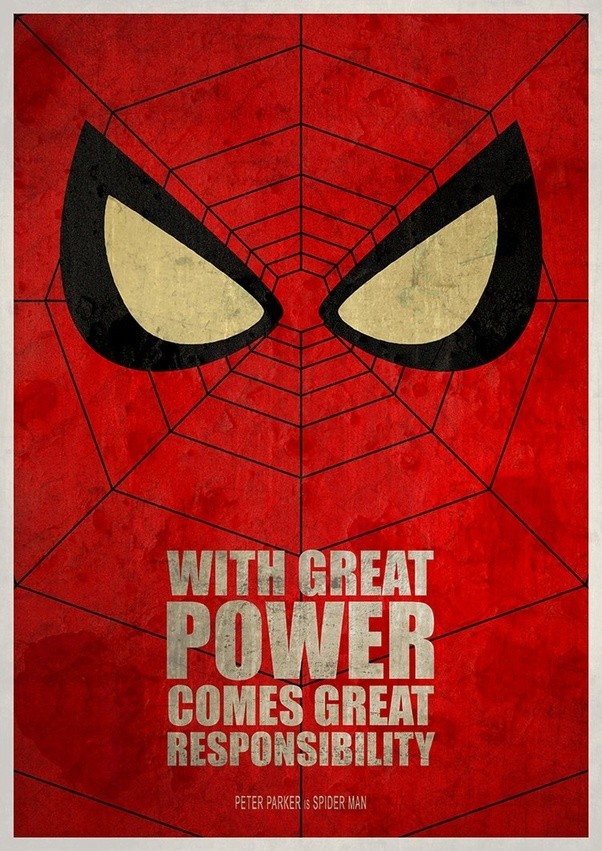 WITH GREAT
POWER
COMES GREAT
RESPONSIBILITY
PETER PARKER is SPIDER MAN